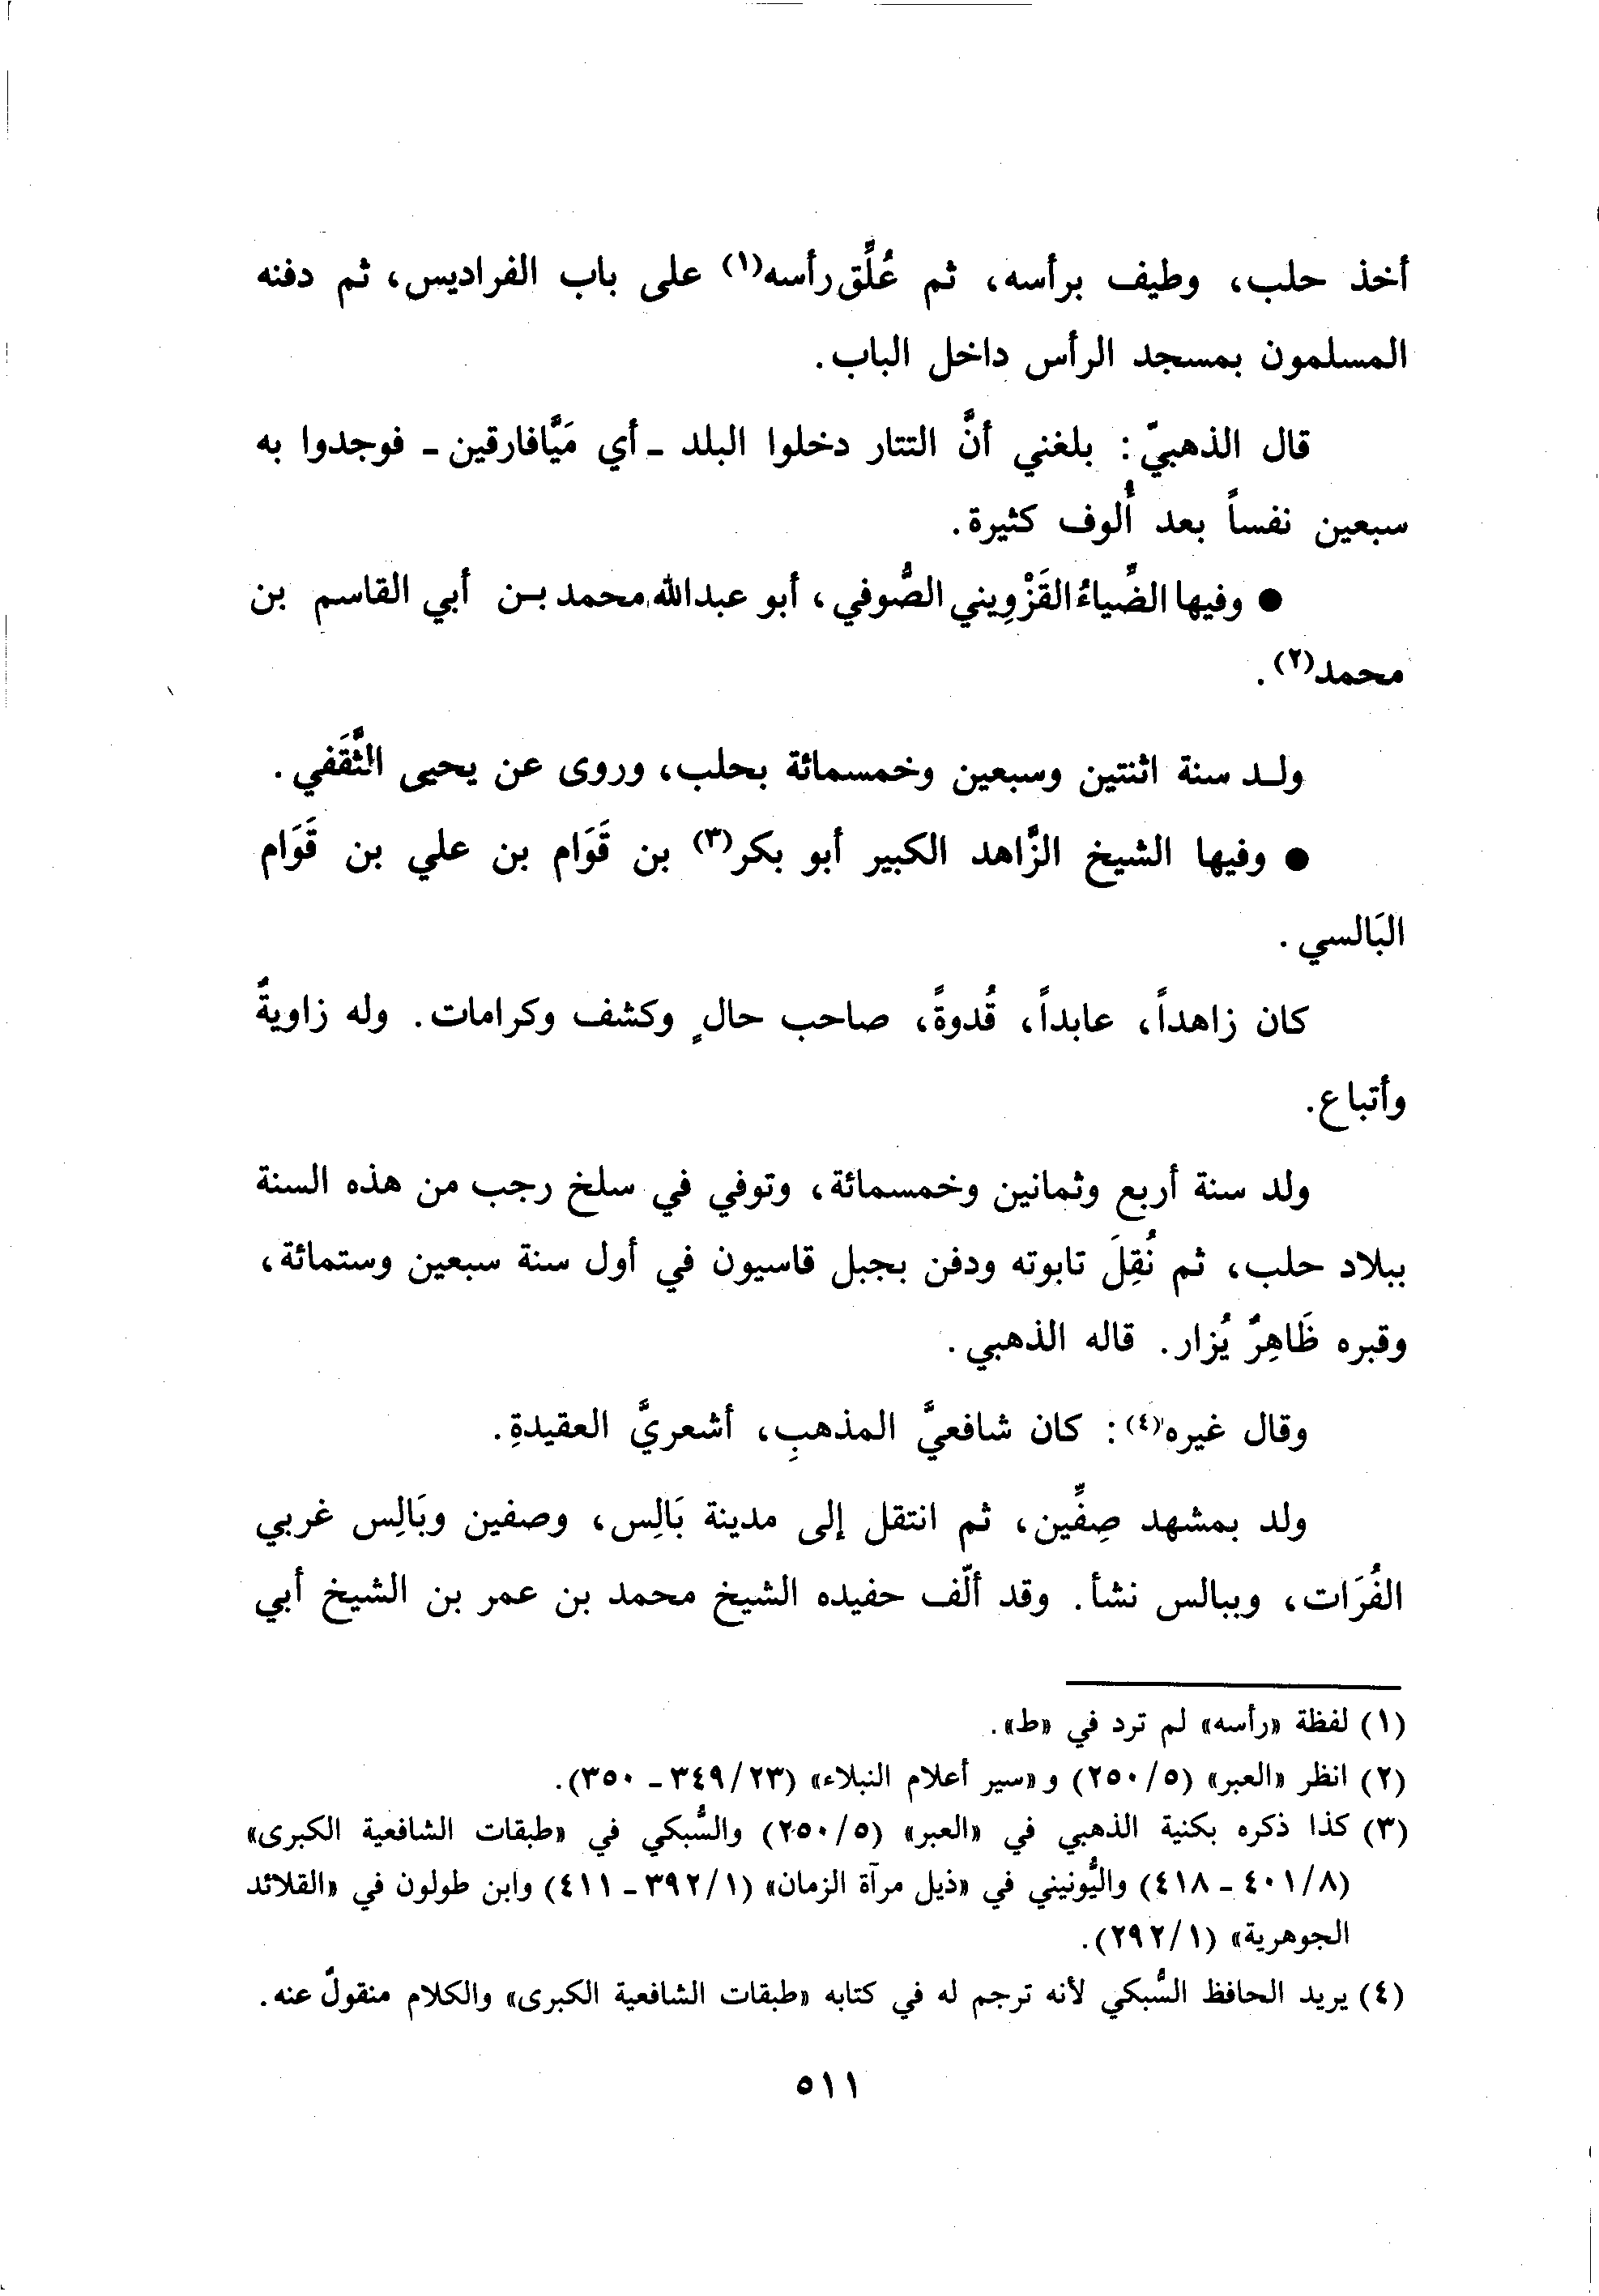 أخذ حلب، وطيف برأسه، ثم عُلِّق رأسه(١) على باب الفراديس، ثم دفنه
المسلمون بمسجد الرأس داخل الباب.
قال الذهبيّ: بلغني أنَّ التتار دخلوا البلد ـ أي مَيَّافارقين ـ فوجدوا به
سبعين نفساً بعد أُلوف كثيرة.
● وفيها الضِّياءُ القَزْوِيني الصُّوفي، أبو عبدالله محمد بـن أبي القاسم بن
محمد(٢).
ولـد سنة اثنتين وسبعين وخمسمائة بحلب، وروى عن يحيى الثَّقَفي.
● وفيها الشيخ الزَّاهد الكبير أبو بكر(٣) بن قَوَام بن علي بن قَوَام
البَالسي.
كان زاهداً، عابداً، قُدوةً، صاحب حالٍ وكشف وكرامات. وله زاويةٌ
وأتباع.
ولد سنة أربع وثمانين وخمسمائة، وتوفي في سلخ رجب من هذه السنة
ببلاد حلب، ثم نُقِلَ تابوته ودفن بجبل قاسيون في أول سنة سبعين وستمائة،
وقبره ظَاهِرٌ يُزار. قاله الذهبي.
وقال غيره(٤): كان شافعيَّ المذهبِ، أشعريَّ العقيدةِ.
ولد بمشهد صِفِّين، ثم انتقل إلى مدينة بَالِس، وصفين وبَالِس غربي
الفُرَات، وببالس نشأ. وقد ألّف حفيده الشيخ محمد بن عمر بن الشيخ أبي
(١) لفظة «رأسه» لم ترد في «ط».
(٢) انظر «العبر» (٥/٢٥٠) و«سير أعلام النبلاء» (٢٣/٣٤٩ ـ ٣٥٠).
(٣) كذا ذكره بكنية الذهبي في «العبر» (٥/٢٥٠) والسُّبكي في «طبقات الشافعية الكبرى»
(٨/٤٠١ ـ ٤١٨) واليُّونيني في «ذيل مرآة الزمان» (١/٣٩٢ ـ ٤١١) وابن طولون في «القلائد
الجوهرية» (١/٢٩٢).
(٤) يريد الحافظ السُّبكي لأنه ترجم له في كتابه «طبقات الشافعية الكبرى» والكلام منقولٌ عنه.
٥١١